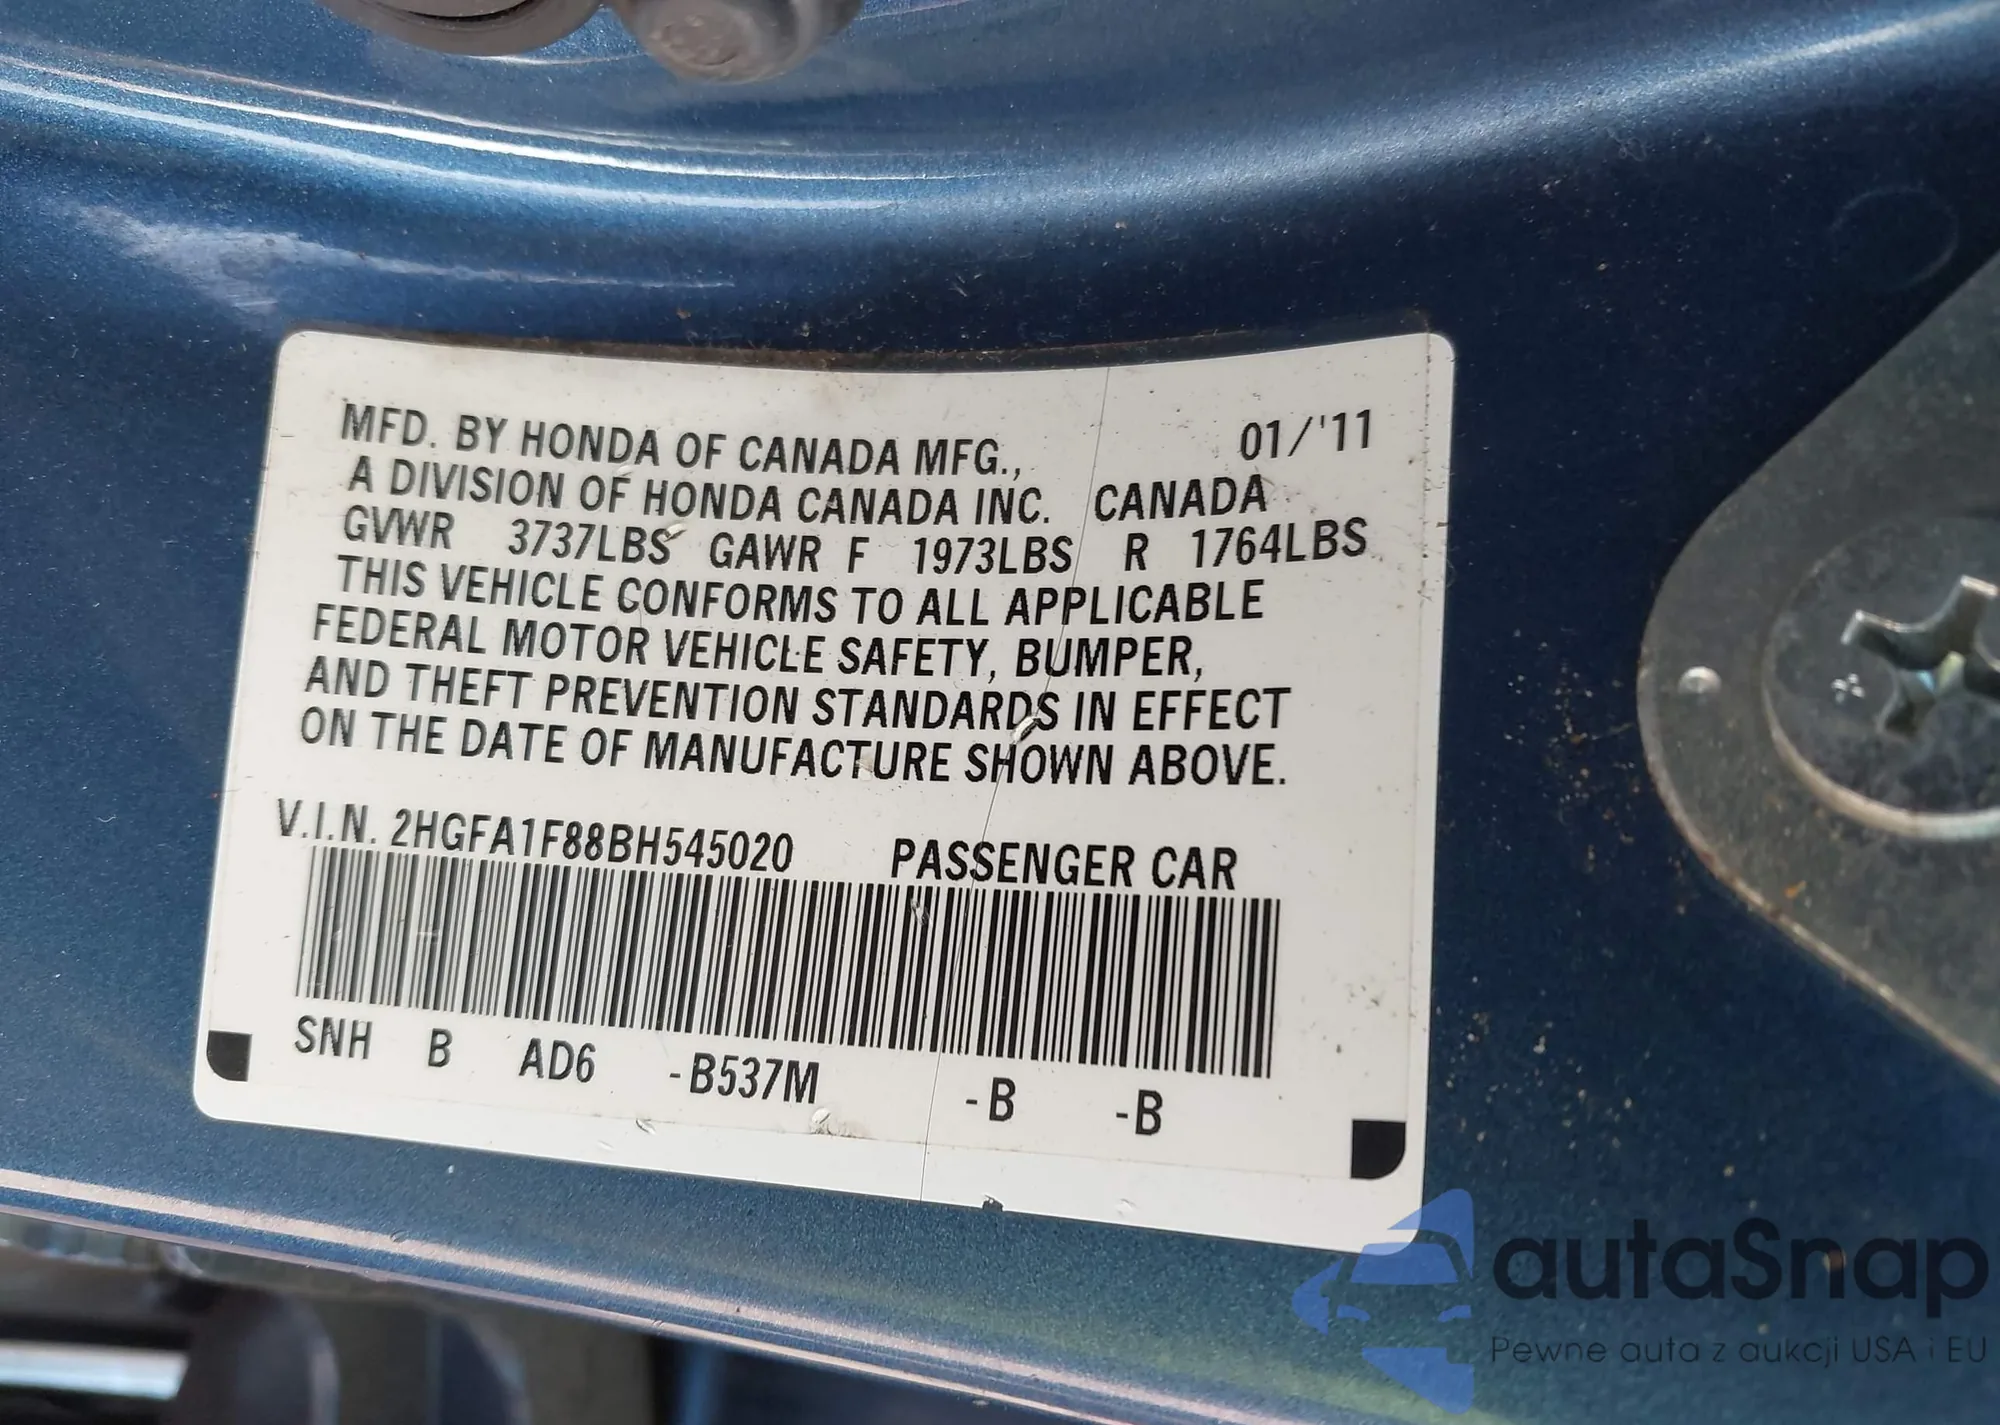 MFD. BY HONDA OF CANADA MFG., 01/'11
A DIVISION OF HONDA CANADA INC. CANADA
GVWR 3737LBS GAWR F 1973LBS R 1764LBS
THIS VEHICLE CONFORMS TO ALL APPLICABLE
FEDERAL MOTOR VEHICLE SAFETY, BUMPER,
AND THEFT PREVENTION STANDARDS IN EFFECT
ON THE DATE OF MANUFACTURE SHOWN ABOVE.
V.I.N. 2HGFA1F88BH545020 PASSENGER CAR
SNH B AD6 -B537M -B -B
autaSnap
Pewne auta z aukcji USA i EU